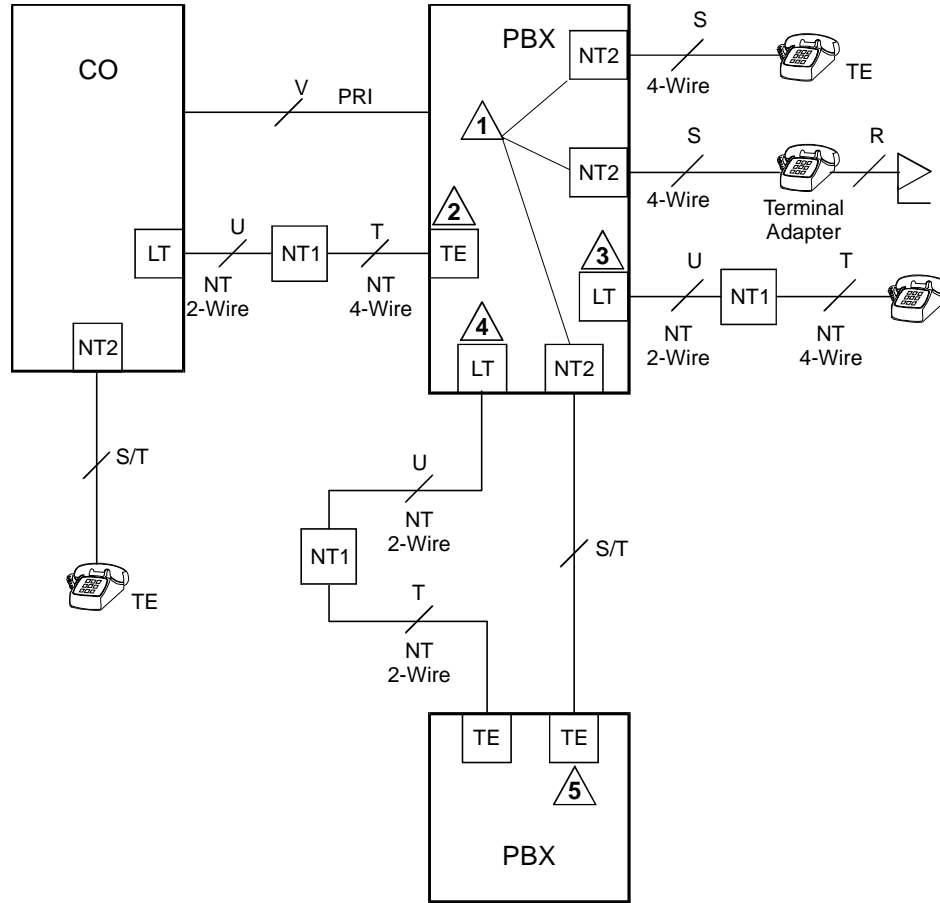 CO
PBX
NT2
S
4-Wire
TE
V
PRI
1
NT2
S
4-Wire
Terminal
Adapter
R
2
TE
LT
U
NT
2-Wire
NT1
T
NT
4-Wire
3
LT
U
NT
2-Wire
NT1
T
NT
4-Wire
NT2
4
LT
NT2
S/T
TE
U
NT
2-Wire
NT1
T
NT
2-Wire
S/T
TE
TE
5
PBX